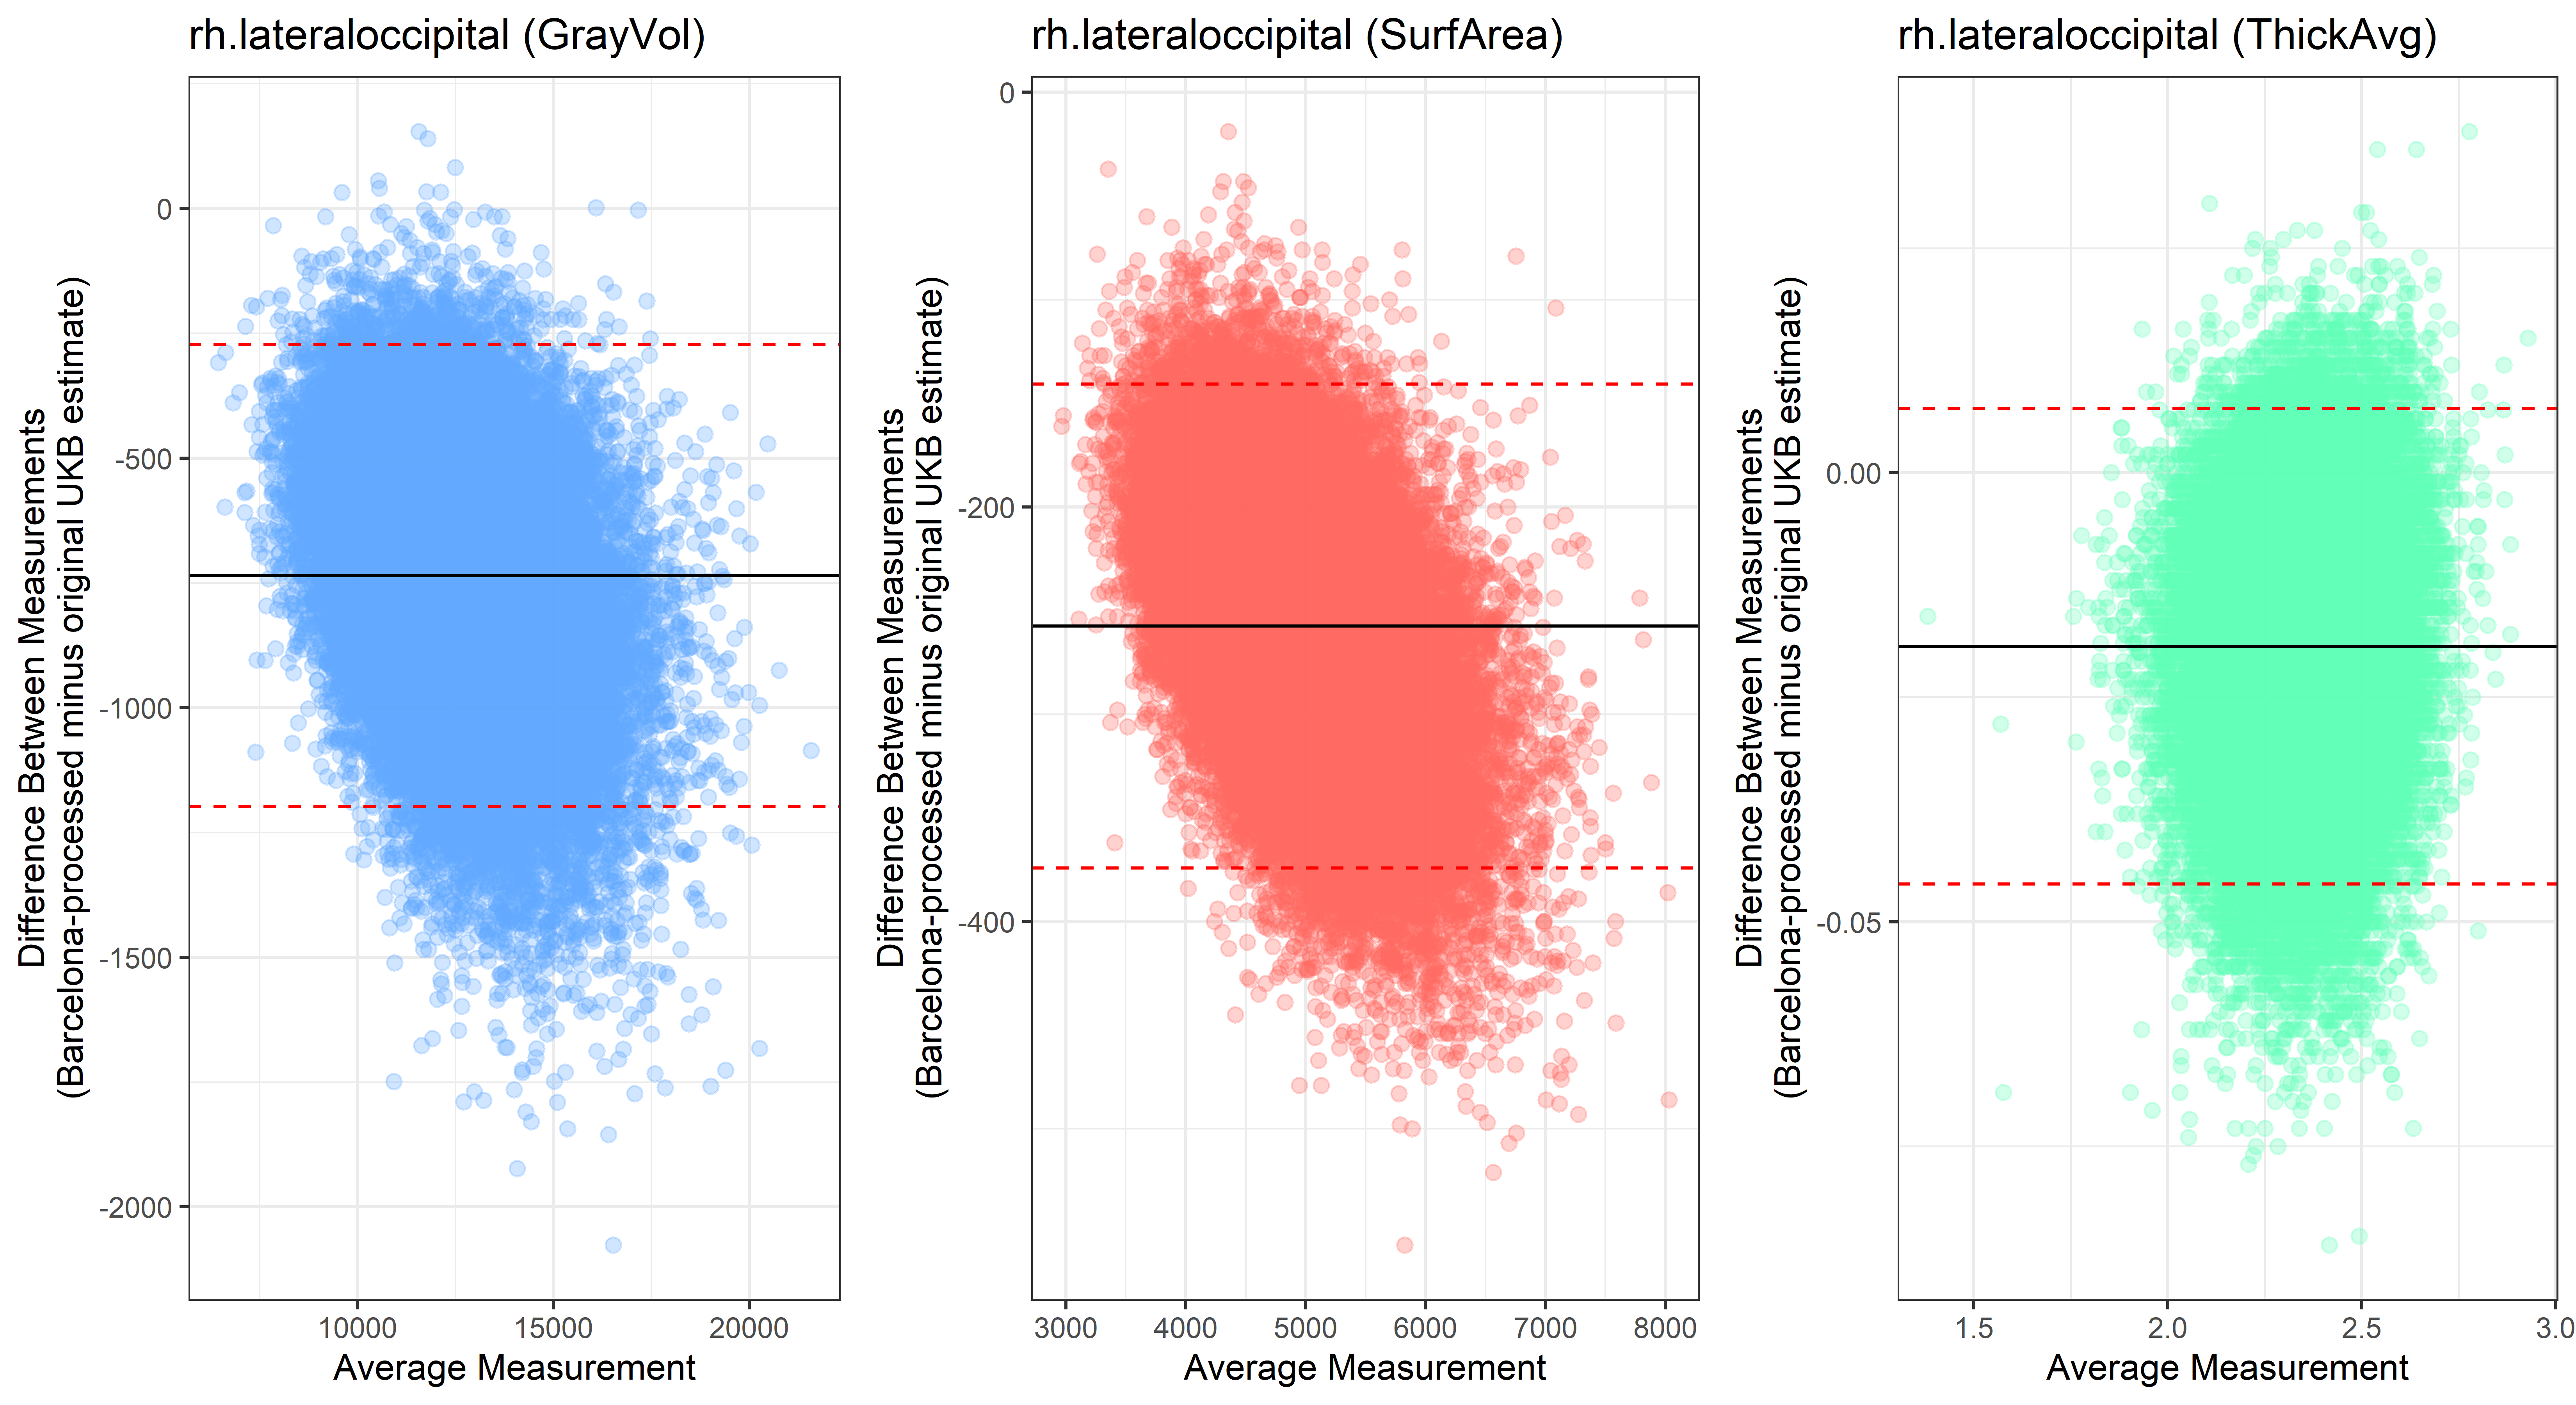 rh.lateraloccipital (GrayVol)
Difference Between Measurements
(Barcelona-processed minus original UKB estimate)
0
-500
-1000
-1500
-2000
10000
15000
20000
Average Measurement
rh.lateraloccipital (SurfArea)
Difference Between Measurements
(Barcelona-processed minus original UKB estimate)
0
-200
-400
3000
4000
5000
6000
7000
8000
Average Measurement
rh.lateraloccipital (ThickAvg)
Difference Between Measurements
(Barcelona-processed minus original UKB estimate)
0.00
-0.05
1.5
2.0
2.5
3.0
Average Measurement